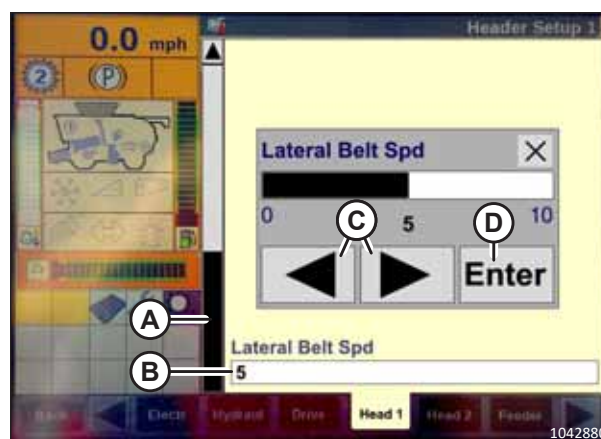 0.0 mph
Header Setup 1
2
P
Lateral Belt Spd
0
5
10
C
D
Enter
A
Lateral Belt Spd
B
5
Back
Electr
Hydraul
Drive
Head 1
Head 2
Feeder